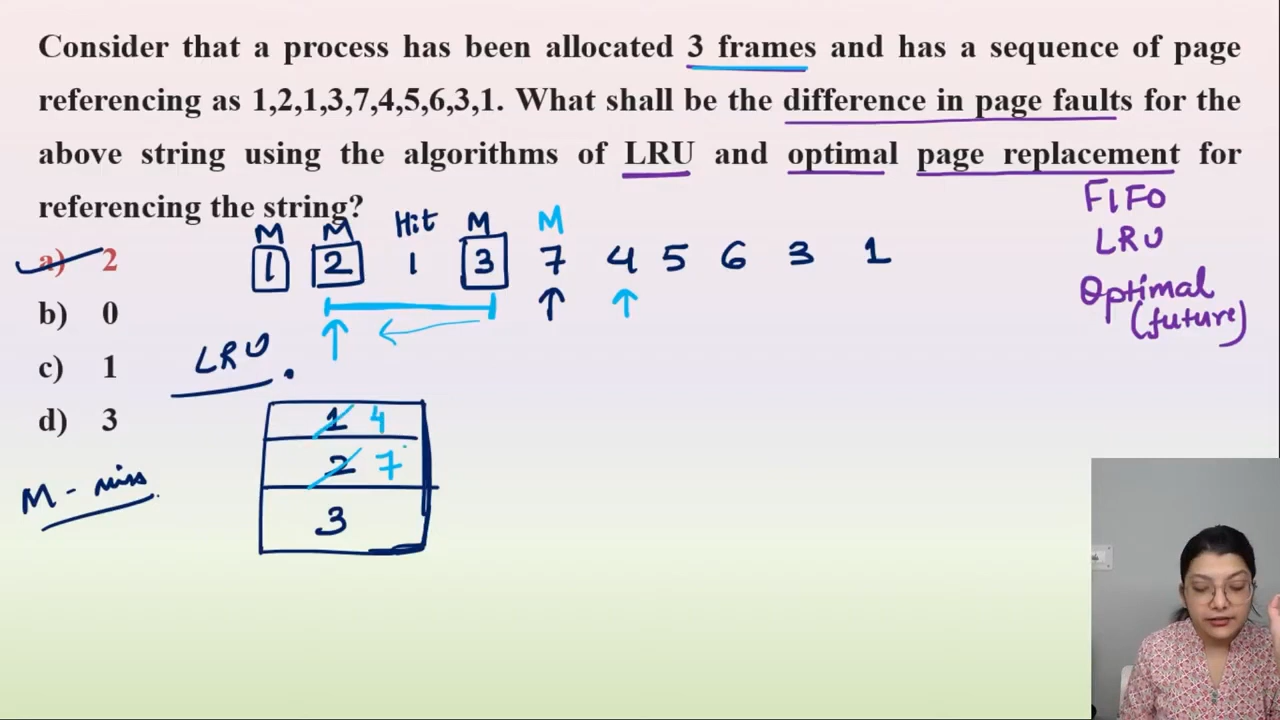 Consider that a process has been allocated 3 frames and has a sequence of page
referencing as 1,2,1,3,7,4,5,6,3,1. What shall be the difference in page faults for the
above string using the algorithms of LRU and optimal page replacement for
referencing the string?
FIFO
LRU
Optimal
(future)
M M Hit M M
a) 2
1 2 1 3 7 4 5 6 3 1
b) 0
c) 1
LRU
d) 3
1 4
2 7
3
M - miss